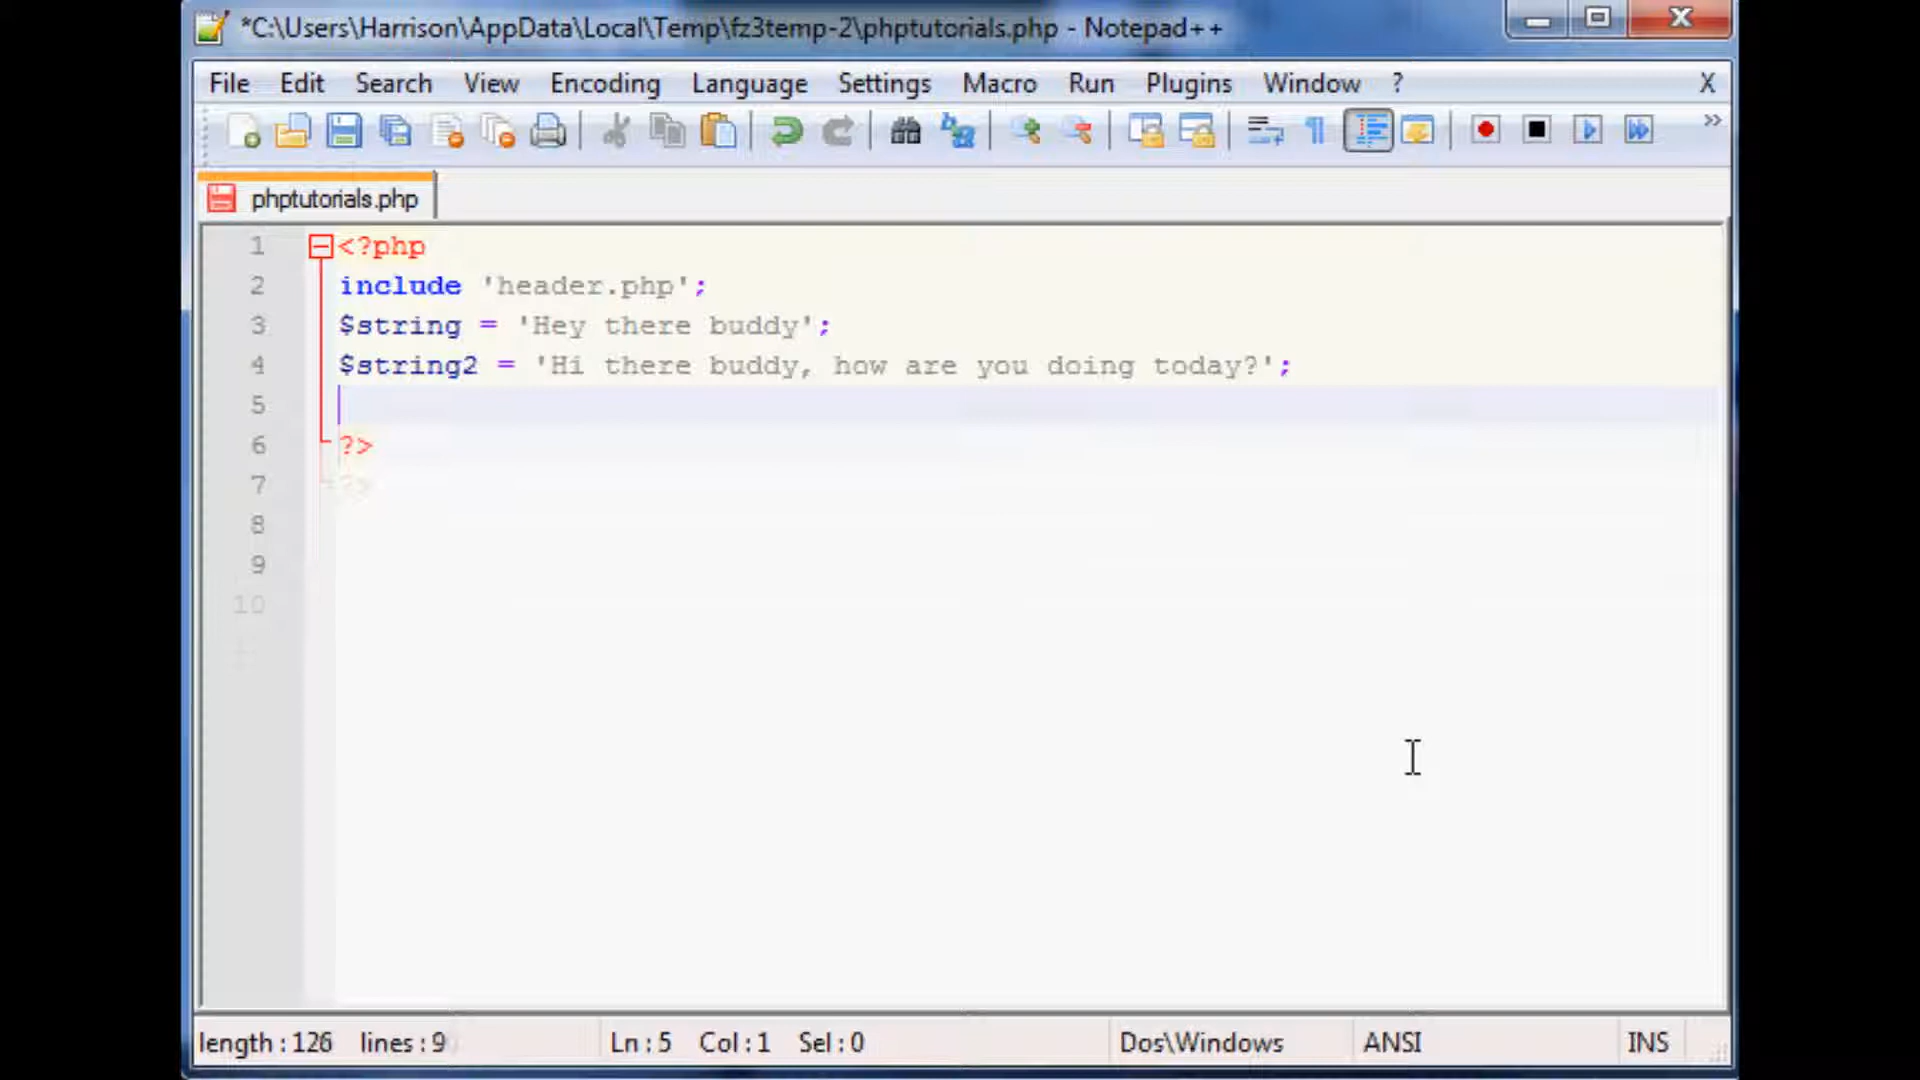 *C:\Users\Harrison\AppData\Local\Temp\fz3temp-2\phptutorials.php - Notepad++
File Edit Search View Encoding Language Settings Macro Run Plugins Window ? X
phptutorials.php
1 <?php
2 include 'header.php';
3 $string = 'Hey there buddy';
4 $string2 = 'Hi there buddy, how are you doing today?';
5
6 ?>
7 ?>
8
9
10
length : 126 lines : 9 Ln : 5 Col : 1 Sel : 0 Dos\Windows ANSI INS